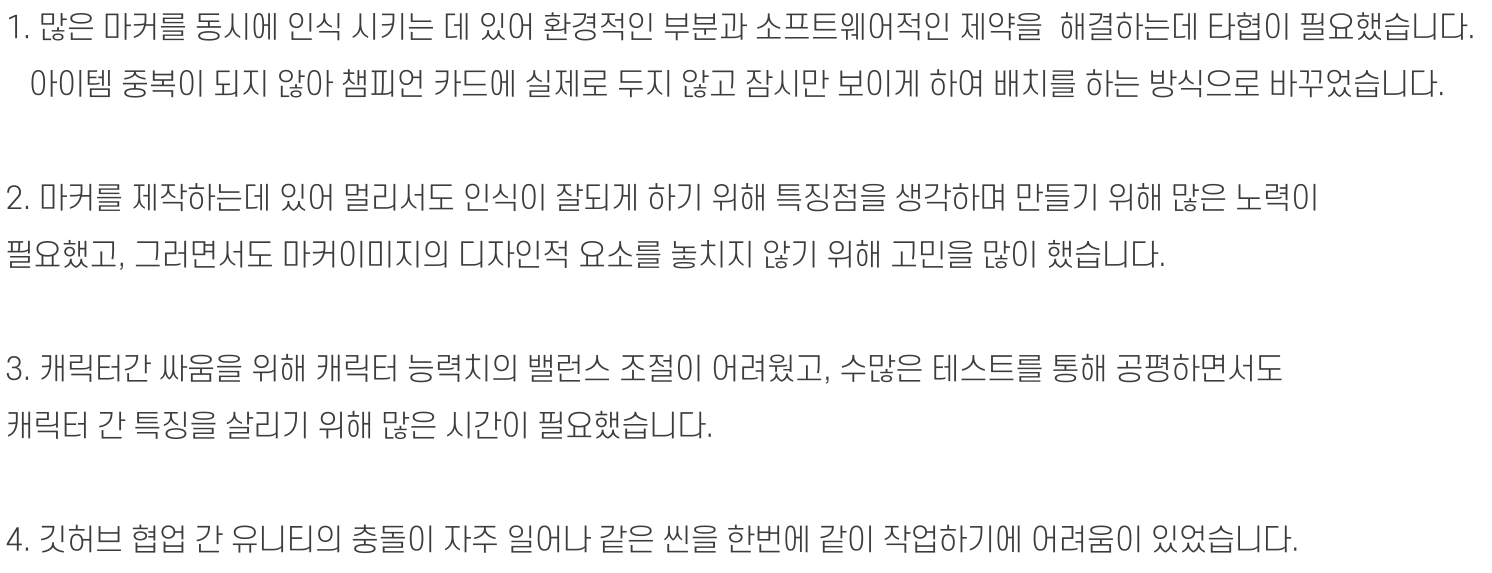 1. 많은 마커를 동시에 인식 시키는 데 있어 환경적인 부분과 소프트웨어적인 제약을  해결하는데 타협이 필요했습니다.
아이템 중복이 되지 않아 챔피언 카드에 실제로 두지 않고 잠시만 보이게 하여 배치를 하는 방식으로 바꾸었습니다.
2. 마커를 제작하는데 있어 멀리서도 인식이 잘되게 하기 위해 특징점을 생각하며 만들기 위해 많은 노력이
필요했고, 그러면서도 마커이미지의 디자인적 요소를 놓치지 않기 위해 고민을 많이 했습니다.
3. 캐릭터간 싸움을 위해 캐릭터 능력치의 밸런스 조절이 어려웠고, 수많은 테스트를 통해 공평하면서도
캐릭터 간 특징을 살리기 위해 많은 시간이 필요했습니다.
4. 깃허브 협업 간 유니티의 충돌이 자주 일어나 같은 씬을 한번에 같이 작업하기에 어려움이 있었습니다.